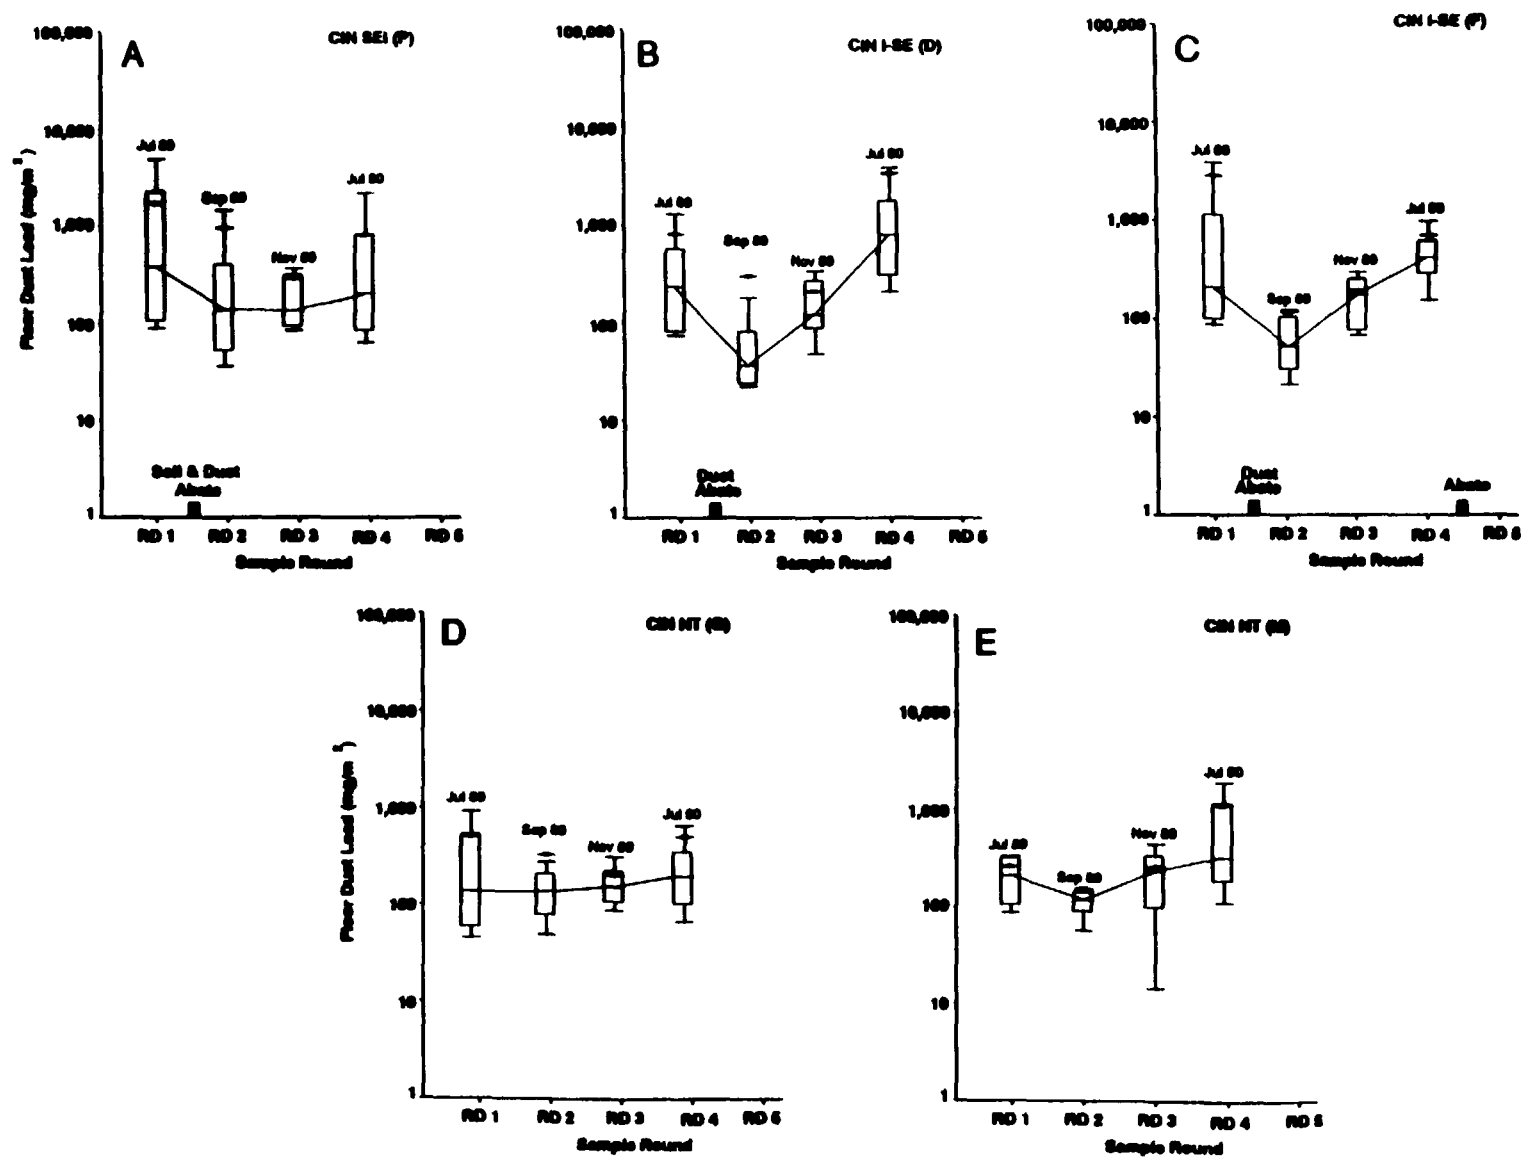 A
CIN SEI (P)
100,000
10,000
1,000
100
10
1
Floor Dust Load (mg/m²)
Jul 89
Sep 89
Nov 89
Jul 90
Soil & Dust
Abate
RD 1 RD 2 RD 3 RD 4 RD 5
Sample Round
B
CIN I-SE (D)
100,000
10,000
1,000
100
10
1
Jul 89
Sep 89
Nov 89
Jul 90
Dust
Abate
RD 1 RD 2 RD 3 RD 4 RD 5
Sample Round
C
CIN I-SE (F)
100,000
10,000
1,000
100
10
1
Jul 89
Sep 89
Nov 89
Jul 90
Dust
Abate
Abate
RD 1 RD 2 RD 3 RD 4 RD 5
Sample Round
D
CIN NT (G)
100,000
10,000
1,000
100
10
1
Floor Dust Load (mg/m²)
Jul 89
Sep 89
Nov 89
Jul 90
RD 1 RD 2 RD 3 RD 4 RD 5
Sample Round
E
CIN NT (M)
100,000
10,000
1,000
100
10
1
Jul 89
Sep 89
Nov 89
Jul 90
RD 1 RD 2 RD 3 RD 4 RD 5
Sample Round